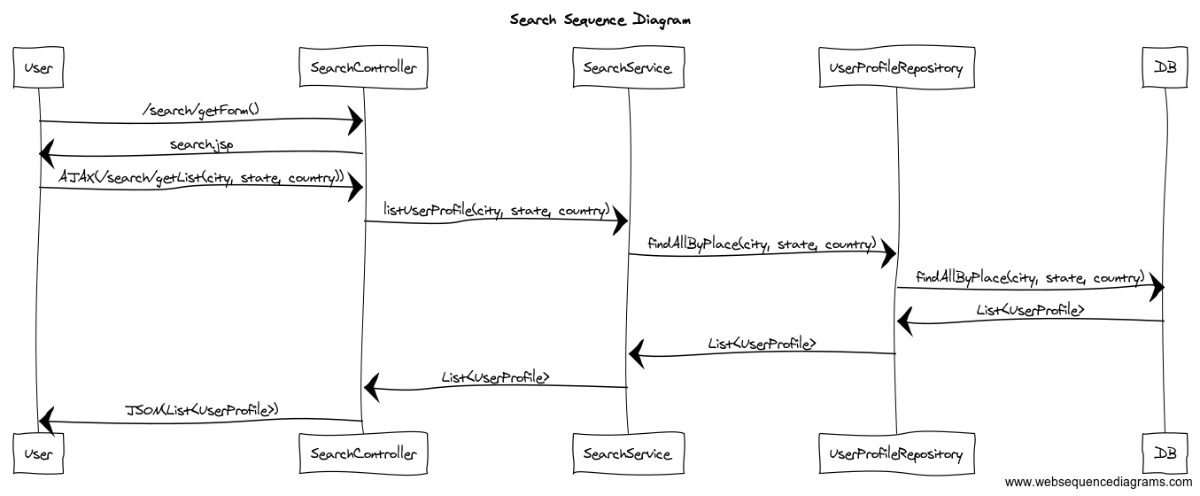 Search Sequence Diagram
User
SearchController
SearchService
UserProfileRepository
DB
/search/getForm()
search.jsp
AJAX(/search/getList(city, state, country))
listUserProfile(city, state, country)
findAllByPlace(city, state, country)
findAllByPlace(city, state, country)
List<UserProfile>
List<UserProfile>
List<UserProfile>
JSON(List<UserProfile>)
User
SearchController
SearchService
UserProfileRepository
DB
www.websequencediagrams.com